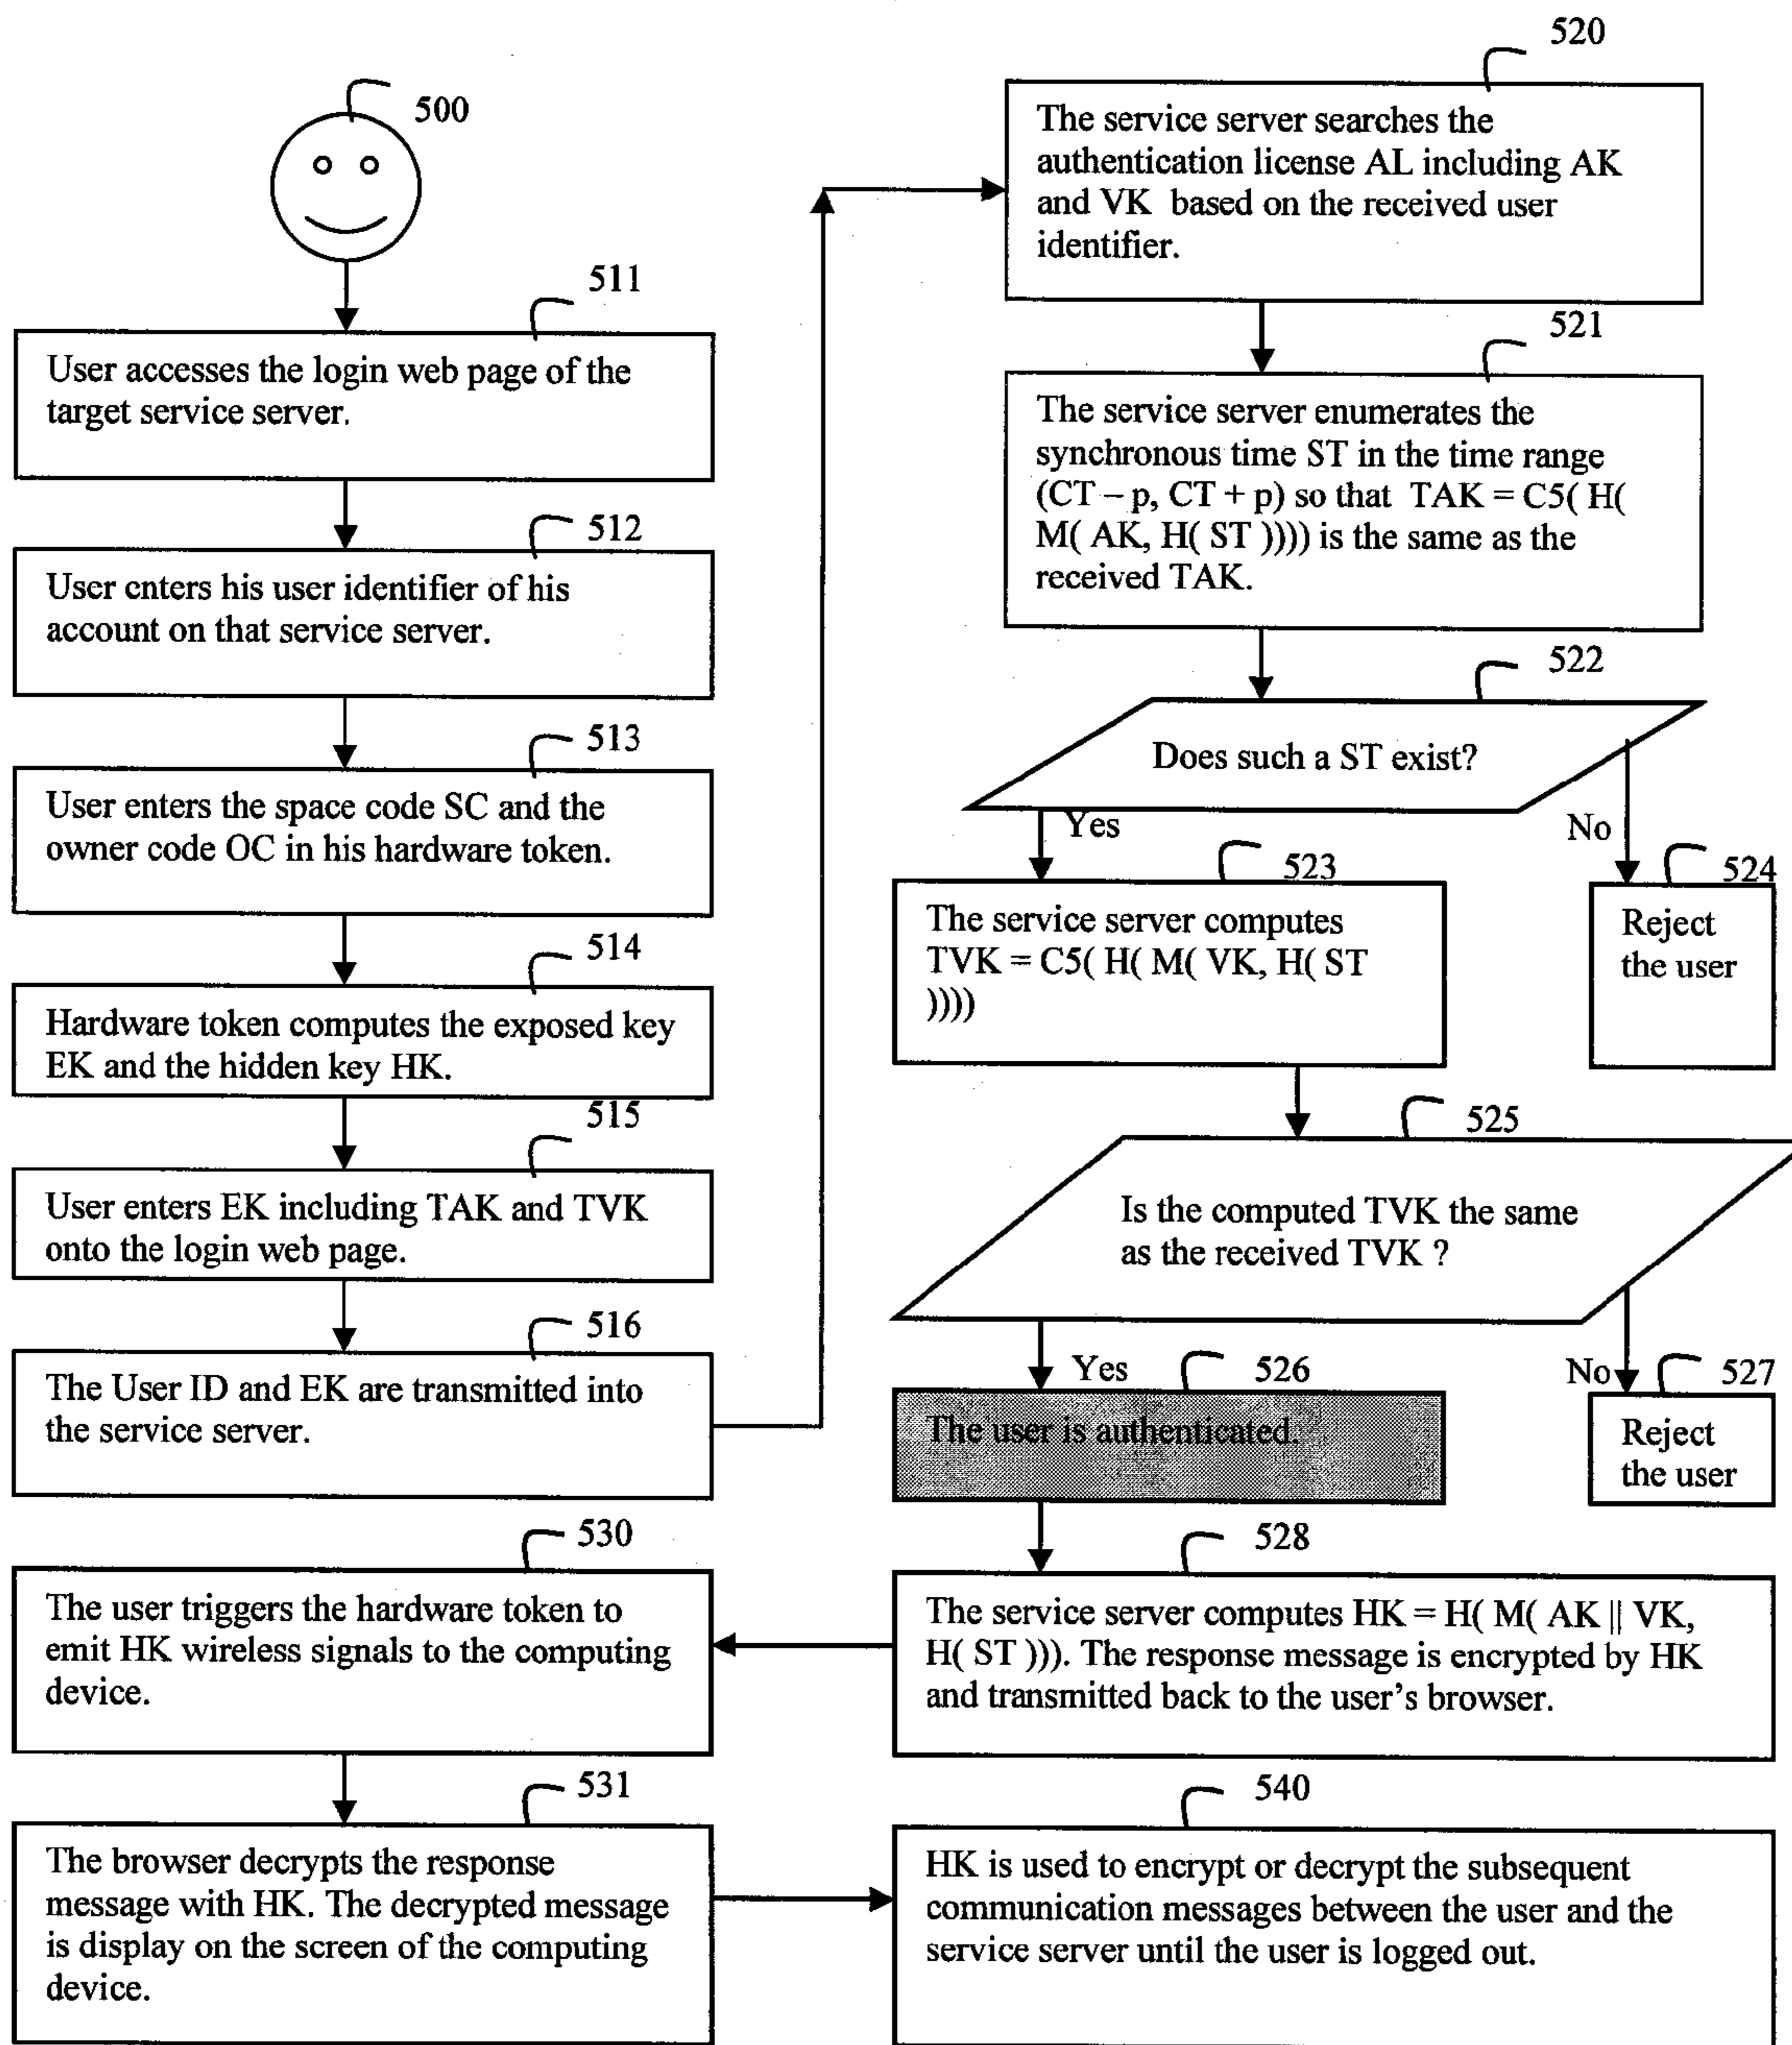 500
511
User accesses the login web page of the
target service server.
512
User enters his user identifier of his
account on that service server.
513
User enters the space code SC and the
owner code OC in his hardware token.
514
Hardware token computes the exposed key
EK and the hidden key HK.
515
User enters EK including TAK and TVK
onto the login web page.
516
The User ID and EK are transmitted into
the service server.
520
The service server searches the
authentication license AL including AK
and VK based on the received user
identifier.
521
The service server enumerates the
synchronous time ST in the time range
(CT – p, CT + p) so that TAK = C5( H(
M( AK, H( ST )))) is the same as the
received TAK.
522
Does such a ST exist?
Yes
No
523
The service server computes
TVK = C5( H( M( VK, H( ST
))))
524
Reject
the user
525
Is the computed TVK the same
as the received TVK ?
Yes
No
526
The user is authenticated.
527
Reject
the user
528
The service server computes HK = H( M( AK || VK,
H( ST ))). The response message is encrypted by HK
and transmitted back to the user's browser.
530
The user triggers the hardware token to
emit HK wireless signals to the computing
device.
531
The browser decrypts the response
message with HK. The decrypted message
is display on the screen of the computing
device.
540
HK is used to encrypt or decrypt the subsequent
communication messages between the user and the
service server until the user is logged out.